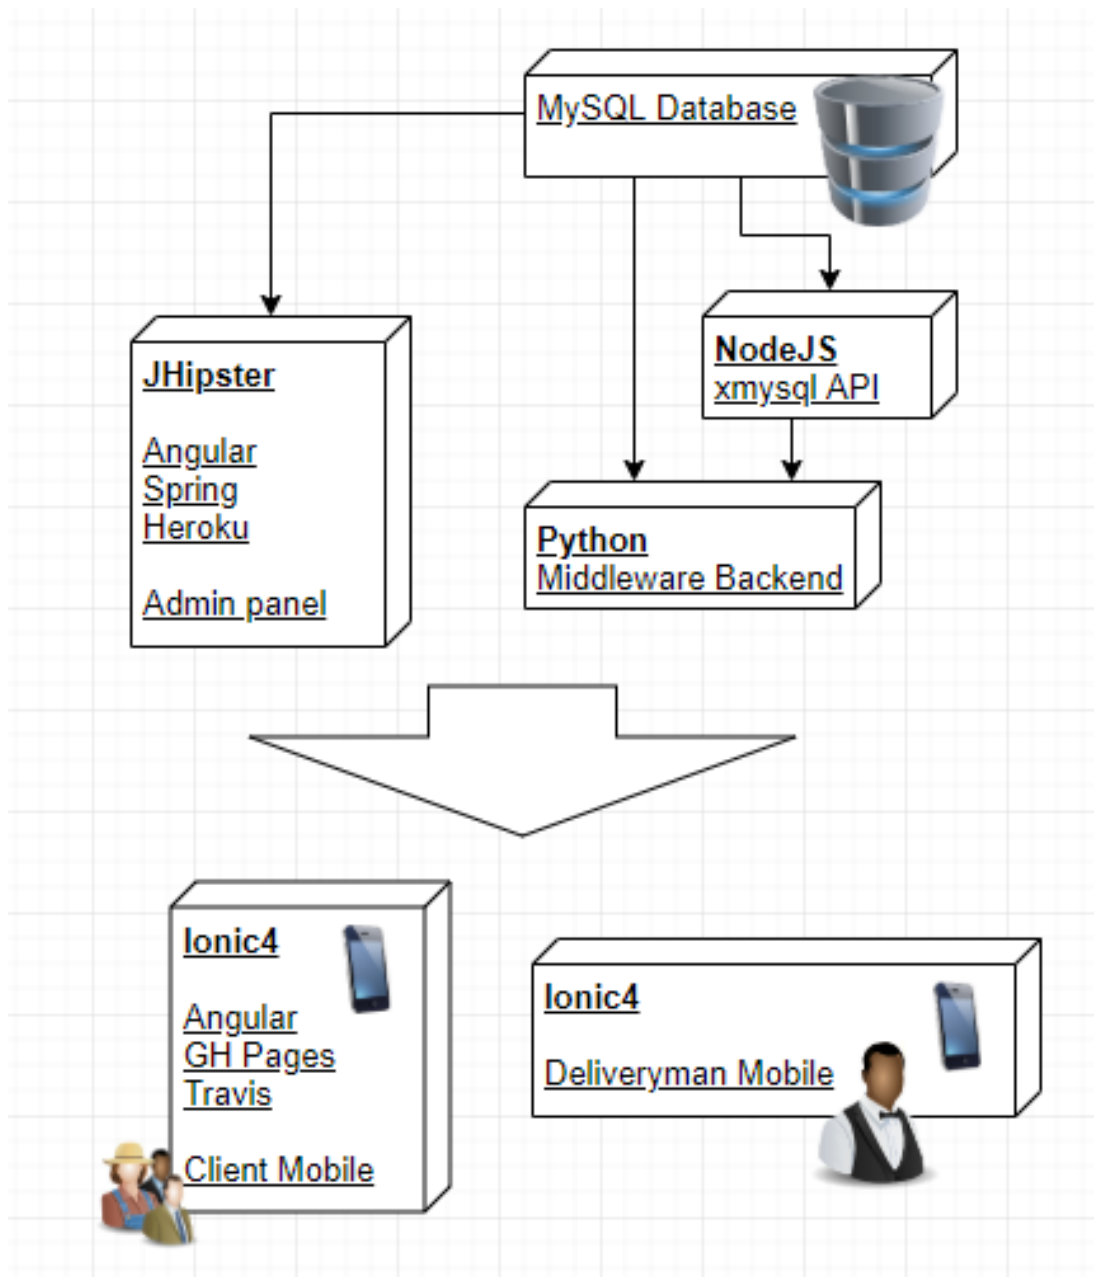 MySQL Database
JHipster
Angular
Spring
Heroku
Admin panel
NodeJS
xmysql API
Python
Middleware Backend
Ionic4
Angular
GH Pages
Travis
Client Mobile
Ionic4
Deliveryman Mobile